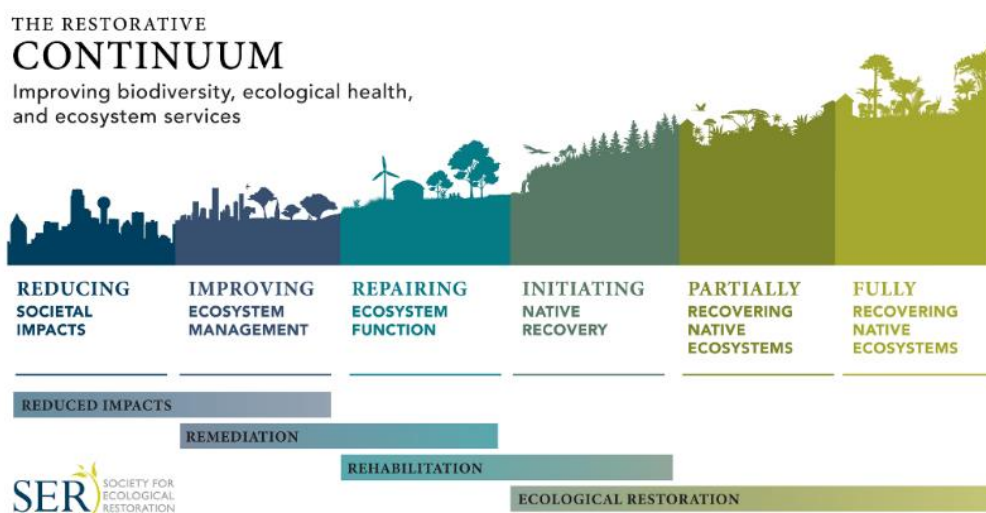 THE RESTORATIVE
CONTINUUM
Improving biodiversity, ecological health,
and ecosystem services
REDUCING
SOCIETAL
IMPACTS
IMPROVING
ECOSYSTEM
MANAGEMENT
REPAIRING
ECOSYSTEM
FUNCTION
INITIATING
NATIVE
RECOVERY
PARTIALLY
RECOVERING
NATIVE
ECOSYSTEMS
FULLY
RECOVERING
NATIVE
ECOSYSTEMS
REDUCED IMPACTS
REMEDIATION
REHABILITATION
ECOLOGICAL RESTORATION
SER
SOCIETY FOR
ECOLOGICAL
RESTORATION